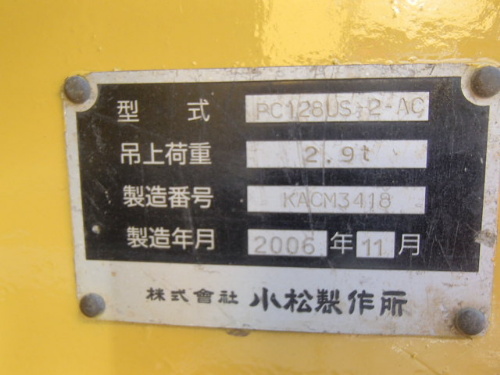 型 式 PC128US-2-AC
吊上荷重 2.9t
製造番号 KACM3418
製造年月 2006 年 11 月
株式會社 小松製作所